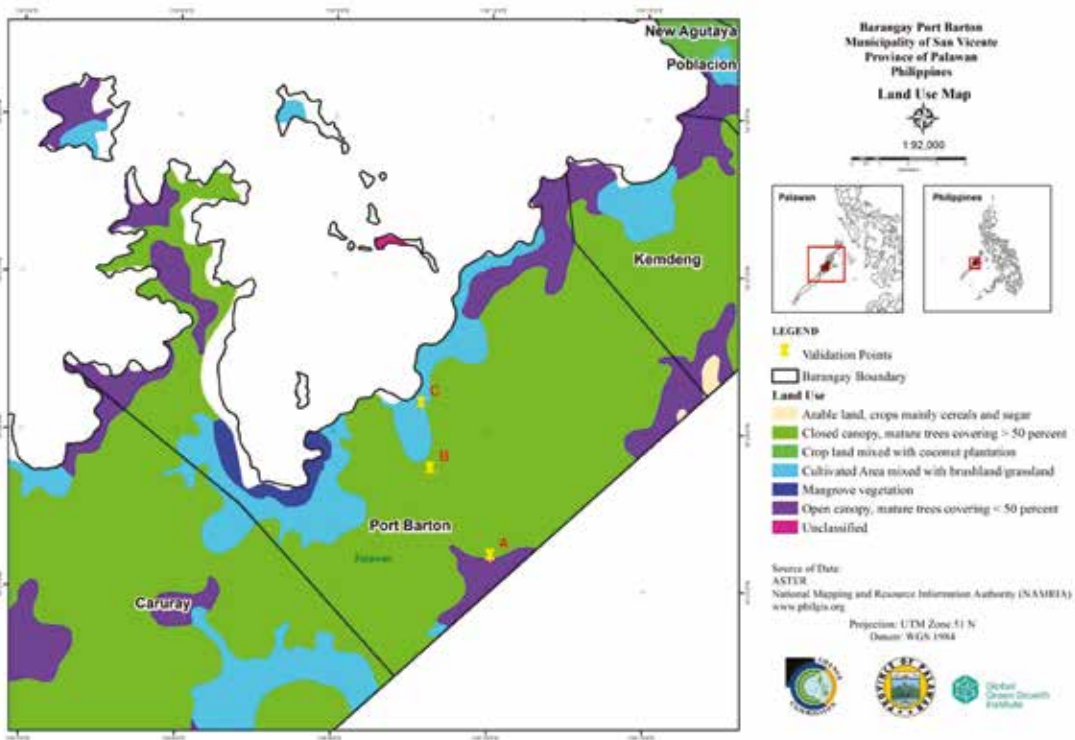 New Agutaya
Poblacion
Kemdeng
C
B
Port Barton
A
Palawan
Caruray
Barangay Port Barton
Municipality of San Vicente
Province of Palawan
Philippines
Land Use Map
1:92,000
Palawan
Philippines
LEGEND
Validation Points
Barangay Boundary
Land Use
Arable land, crops mainly cereals and sugar
Closed canopy, mature trees covering > 50 percent
Crop land mixed with coconut plantation
Cultivated Area mixed with brushland/grassland
Mangrove vegetation
Open canopy, mature trees covering < 50 percent
Unclassified
Source of Data:
ASTER
National Mapping and Resource Information Authority (NAMRIA)
www.philgis.org
Projection: UTM Zone 51 N
Datum: WGS 1984
PROVINCE OF PALAWAN
Global
Green Growth
Institute